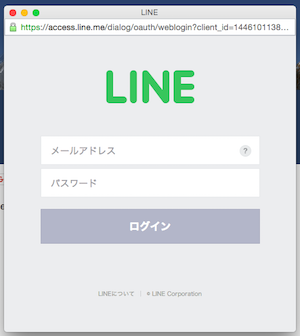 LINE
https://access.line.me/dialog/oauth/weblogin?client_id=1446101138...
LINE
メールアドレス ?
パスワード
ログイン
LINEについて | © LINE Corporation